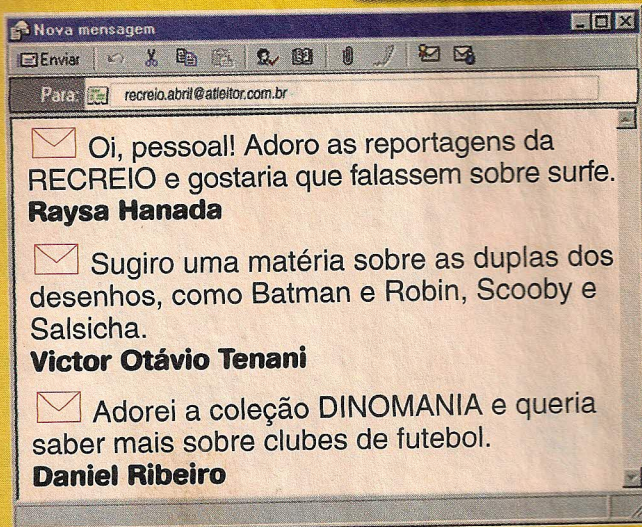 Nova mensagem
Enviar
Para: recreio.abril@atleitor.com.br
Oi, pessoal! Adoro as reportagens da
RECREIO e gostaria que falassem sobre surfe.
Raysa Hanada
Sugiro uma matéria sobre as duplas dos
desenhos, como Batman e Robin, Scooby e
Salsicha.
Victor Otávio Tenani
Adorei a coleção DINOMANIA e queria
saber mais sobre clubes de futebol.
Daniel Ribeiro